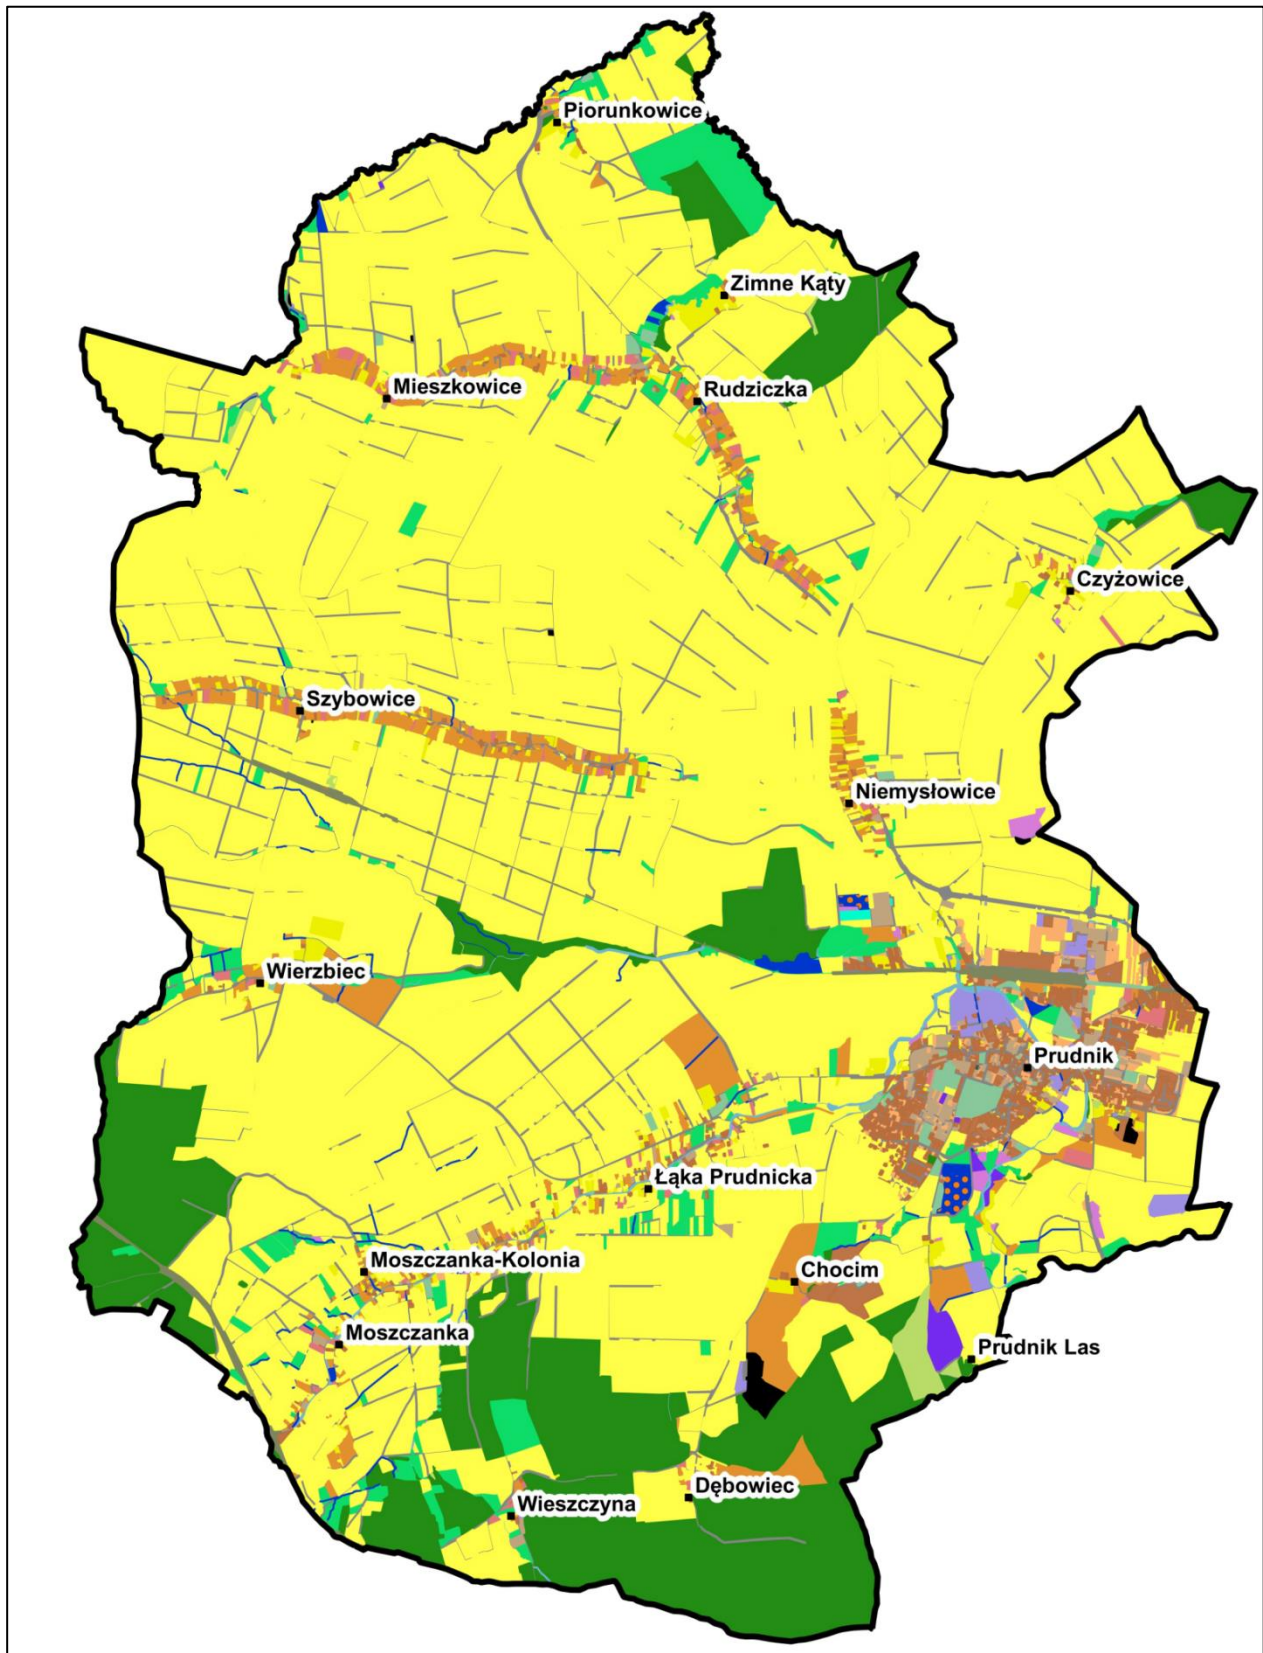 Piorunkowice
Zimne Kąty
Mieszkowice
Rudziczka
Czyżowice
Szybowice
Niemysłowice
Wierzbiec
Prudnik
Łąka Prudnicka
Moszczanka-Kolonia
Chocim
Moszczanka
Prudnik Las
Dębowiec
Wieszczyna